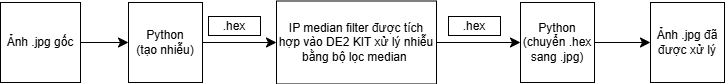 Ảnh .jpg gốc
Python
(tạo nhiễu)
.hex
IP median filter được tích
hợp vào DE2 KIT xử lý nhiễu
bằng bộ lọc median
.hex
Python
(chuyển .hex
sang .jpg)
Ảnh .jpg đã
được xử lý